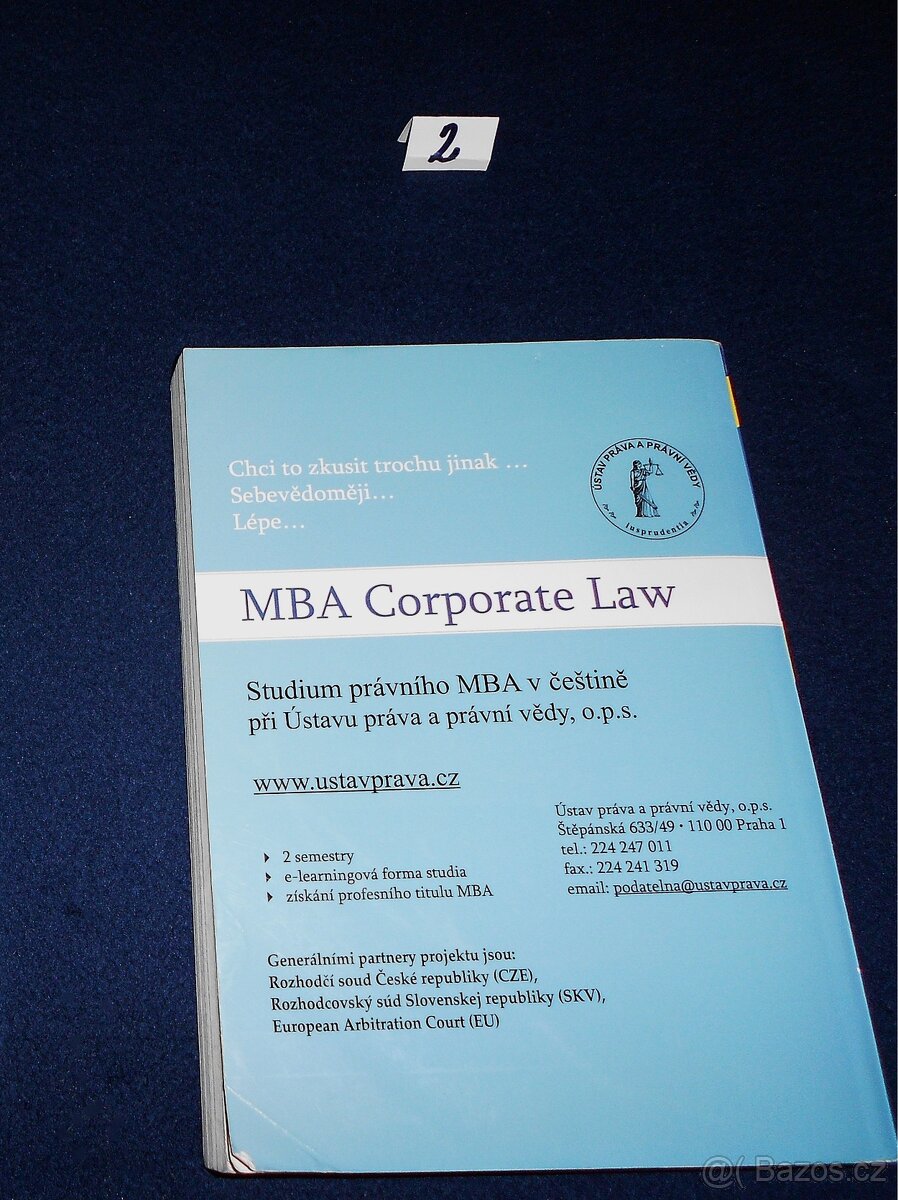 2
Chci to zkusit trochu jinak ...
Sebevědoměji...
Lépe...
ÚSTAV PRÁVA A PRÁVNÍ VĚDY
iusprudentia
MBA Corporate Law
Studium právního MBA v češtině
při Ústavu práva a právní vědy, o.p.s.
www.ustavprava.cz
2 semestry
e-learningová forma studia
získání profesního titulu MBA
Ústav práva a právní vědy, o.p.s.
Štěpánská 633/49 · 110 00 Praha 1
tel.: 224 247 011
fax.: 224 241 319
email: podatelna@ustavprava.cz
Generálními partnery projektu jsou:
Rozhodčí soud České republiky (CZE),
Rozhodcovský súd Slovenskej republiky (SKV),
European Arbitration Court (EU)
@( Bazos.cz